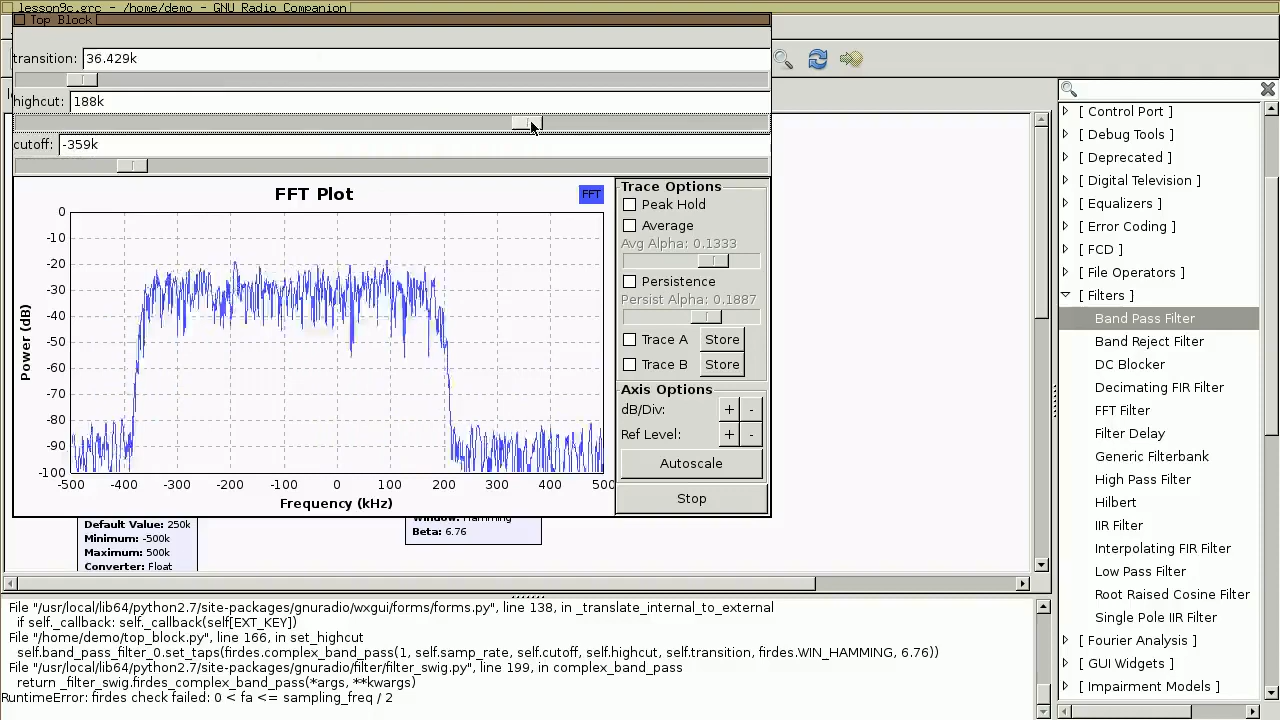 lesson9c.grc - /home/demo - GNU Radio Companion
Top Block
transition: 36.429k
highcut: 188k
cutoff: -359k
FFT Plot
FFT
0
-10
-20
-30
-40
-50
-60
-70
-80
-90
-100
Power (dB)
-500 -400 -300 -200 -100 0 100 200 300 400 500
Frequency (kHz)
Trace Options
Peak Hold
Average
Avg Alpha: 0.1333
Persistence
Persist Alpha: 0.1887
Trace A Store
Trace B Store
Axis Options
dB/Div: + -
Ref Level: + -
Autoscale
Stop
Default Value: 250k
Minimum: -500k
Maximum: 500k
Converter: Float
Window: Hamming
Beta: 6.76
[ Control Port ]
[ Debug Tools ]
[ Deprecated ]
[ Digital Television ]
[ Equalizers ]
[ Error Coding ]
[ FCD ]
[ File Operators ]
[ Filters ]
Band Pass Filter
Band Reject Filter
DC Blocker
Decimating FIR Filter
FFT Filter
Filter Delay
Generic Filterbank
High Pass Filter
Hilbert
IIR Filter
Interpolating FIR Filter
Low Pass Filter
Root Raised Cosine Filter
Single Pole IIR Filter
[ Fourier Analysis ]
[ GUI Widgets ]
[ Impairment Models ]
File "/usr/local/lib64/python2.7/site-packages/gnuradio/wxgui/forms/forms.py", line 138, in _translate_internal_to_external
if self._callback: self._callback(self[EXT_KEY])
File "/home/demo/top_block.py", line 166, in set_highcut
self.band_pass_filter_0.set_taps(firdes.complex_band_pass(1, self.samp_rate, self.cutoff, self.highcut, self.transition, firdes.WIN_HAMMING, 6.76))
File "/usr/local/lib64/python2.7/site-packages/gnuradio/filter/filter_swig.py", line 199, in complex_band_pass
return _filter_swig.firdes_complex_band_pass(*args, **kwargs)
RuntimeError: firdes check failed: 0 < fa <= sampling_freq / 2